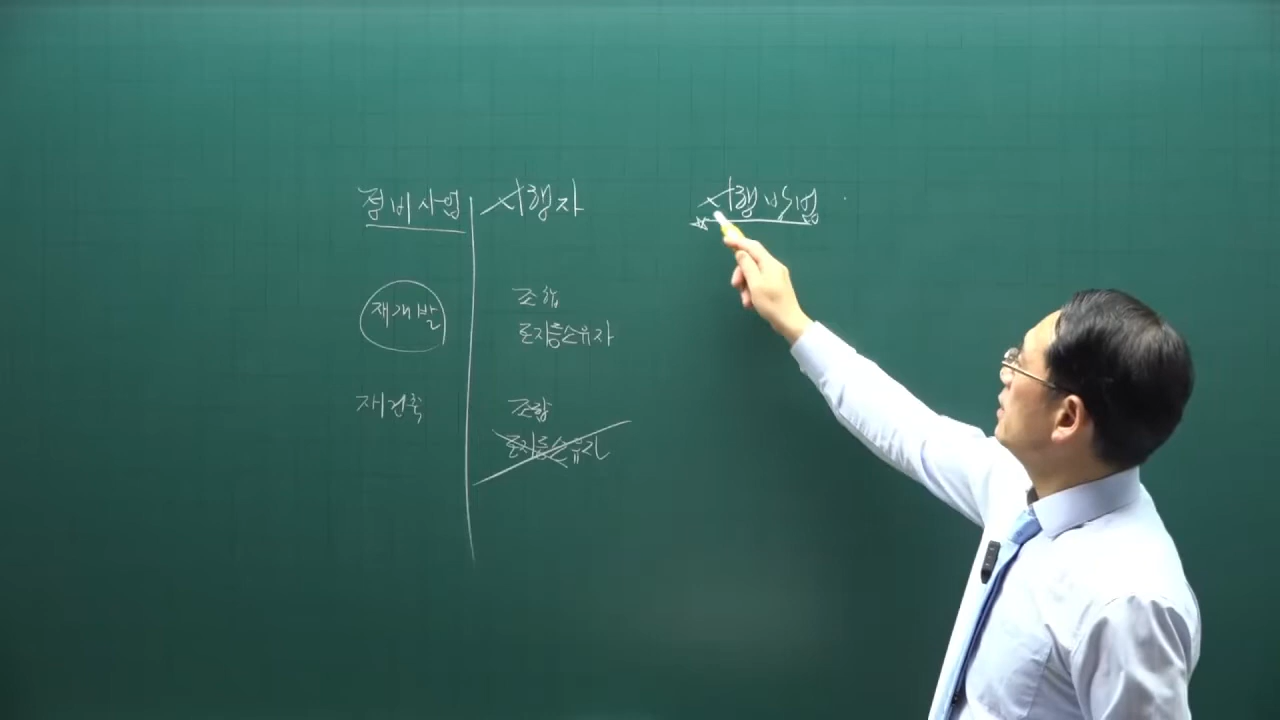 정비사업 시행자 시행방법
재개발 조합
토지등소유자
재건축 조합
토지등소유자